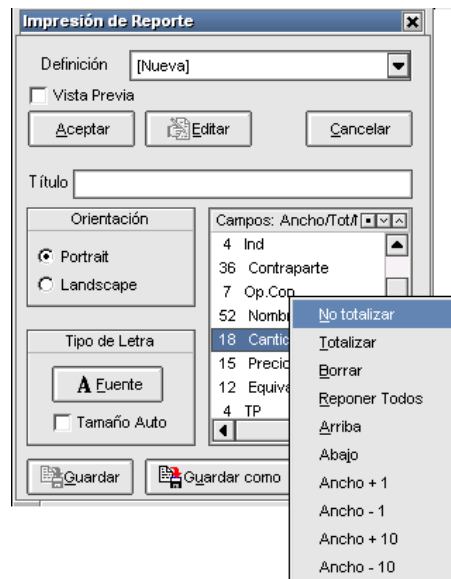 Impresión de Reporte
Definición [Nueva]
Vista Previa
Aceptar Editar Cancelar
Título
Orientación
Portrait
Landscape
Campos: Ancho/Tot/
4 Ind
36 Contraparte
7 Op.Con
52 Nombr
18 Cantic
15 Precio
12 Equiva
4 TP
Tipo de Letra
A Fuente
Tamaño Auto
Guardar Guardar como
No totalizar
Totalizar
Borrar
Reponer Todos
Arriba
Abajo
Ancho + 1
Ancho - 1
Ancho + 10
Ancho - 10